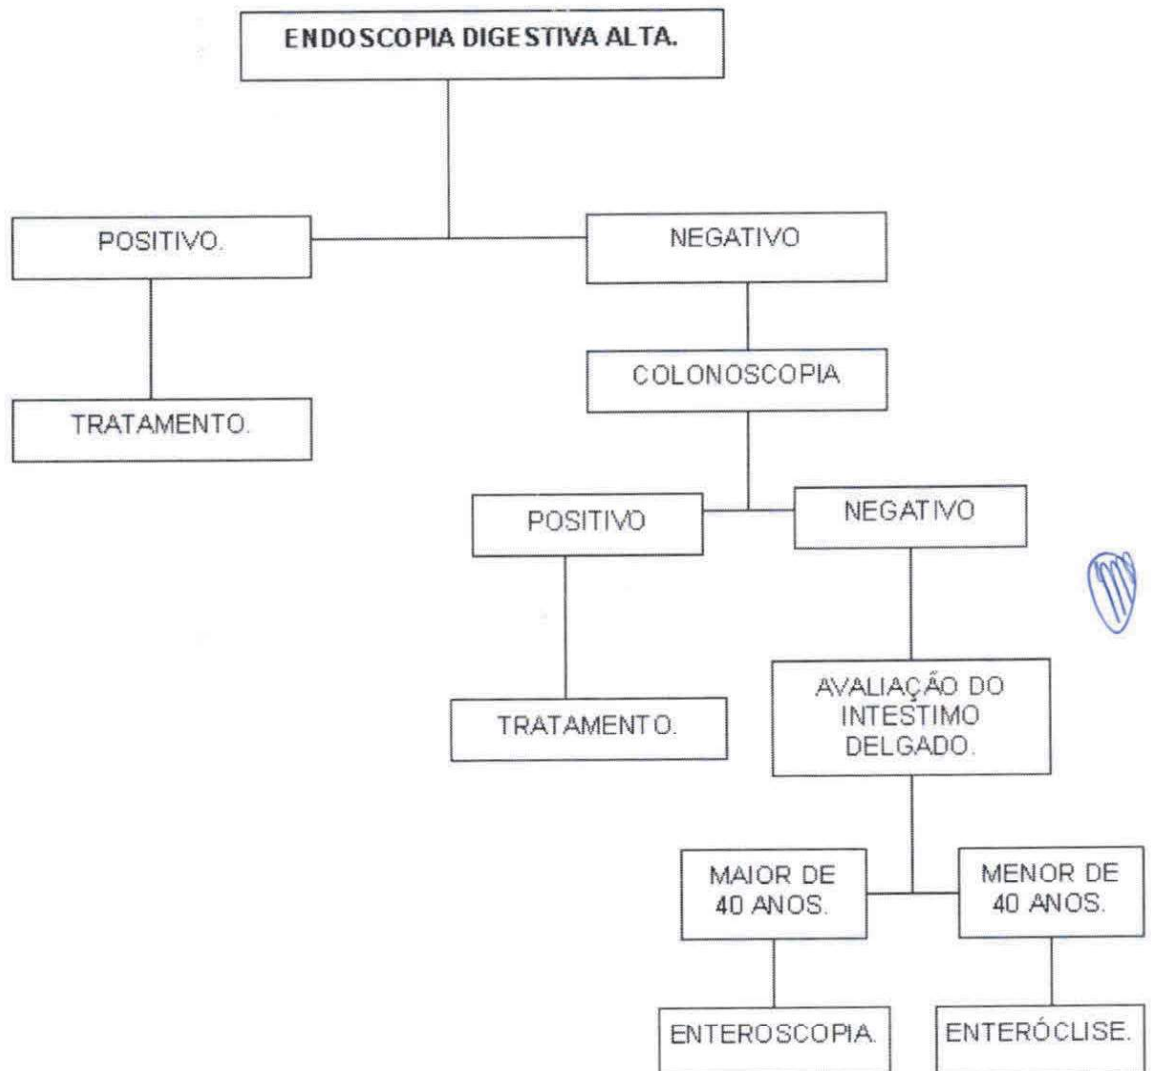 ENDOSCOPIA DIGESTIVA ALTA.
POSITIVO.
NEGATIVO
COLONOSCOPIA
TRATAMENTO.
POSITIVO
NEGATIVO
TRATAMENTO.
AVALIAÇÃO DO
INTESTIMO
DELGADO.
MAIOR DE
40 ANOS.
MENOR DE
40 ANOS.
ENTEROSCOPIA.
ENTERÓCLISE.